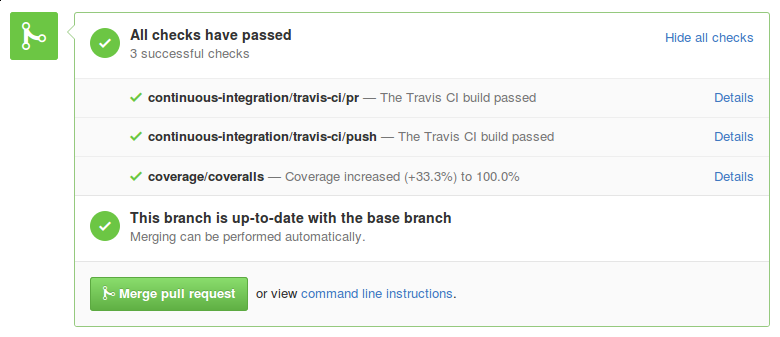 All checks have passed
Hide all checks
3 successful checks
continuous-integration/travis-ci/pr — The Travis CI build passed Details
continuous-integration/travis-ci/push — The Travis CI build passed Details
coverage/coveralls — Coverage increased (+33.3%) to 100.0% Details
This branch is up-to-date with the base branch
Merging can be performed automatically.
Merge pull request or view command line instructions.